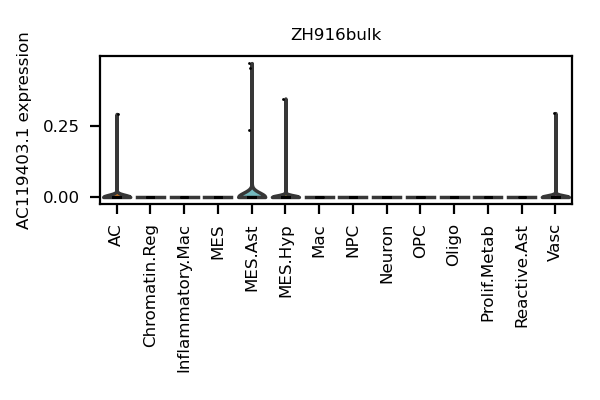 ZH916bulk
AC119403.1 expression
0.25
0.00
AC
Chromatin.Reg
Inflammatory.Mac
MES
MES.Ast
MES.Hyp
Mac
NPC
Neuron
OPC
Oligo
Prolif.Metab
Reactive.Ast
Vasc